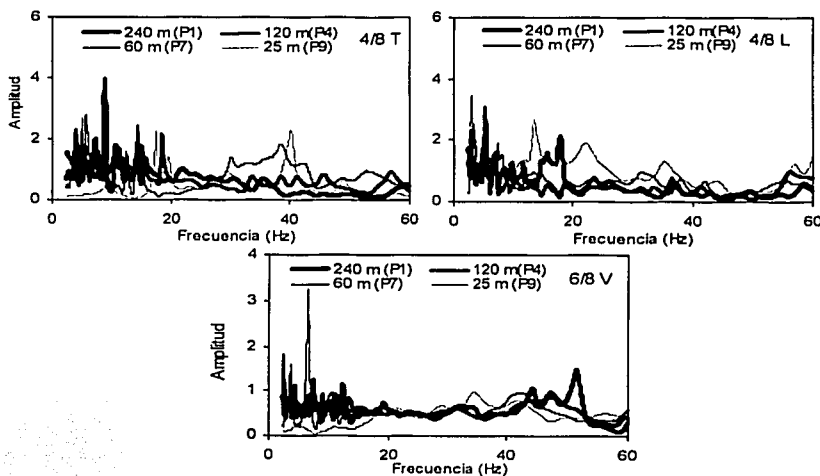 6
240 m (P1) 120 m(P4) 4/8 T
60 m (P7) 25 m (P9)
4
Amplitud
2
0
0 20 40 60
Frecuencia (Hz)
6
240 m (P1) 120 m(P4) 4/8 L
60 m (P7) 25 m (P9)
4
2
0
0 20 40 60
Frecuencia (Hz)
4
240 m (P1) 120 m(P4) 6/8 V
60 m (P7) 25 m (P9)
3
Amplitud
2
1
0
0 20 40 60
Frecuencia (Hz)